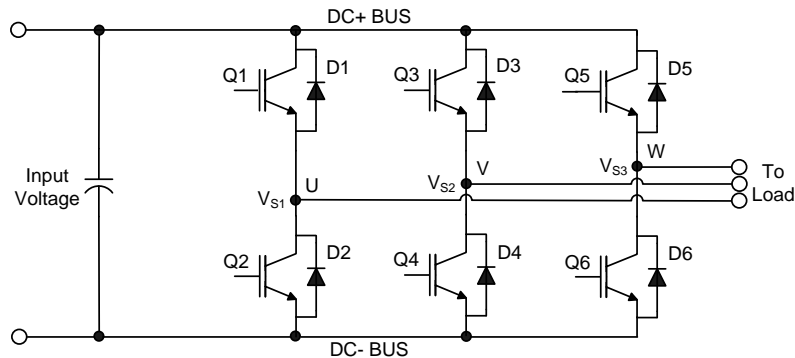 DC+ BUS
Q1
D1
Q3
D3
Q5
D5
Input
Voltage
VS1
U
VS2
V
VS3
W
To
Load
Q2
D2
Q4
D4
Q6
D6
DC- BUS